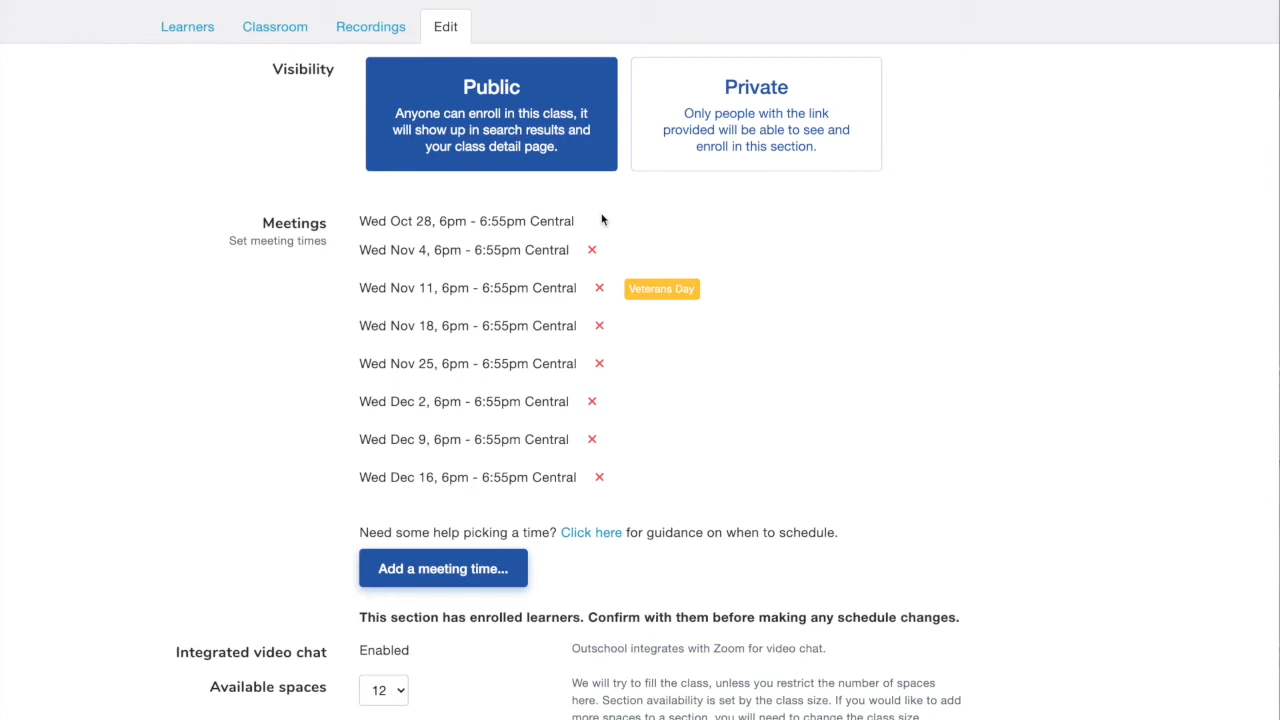 Learners Classroom Recordings Edit
Visibility
Public
Anyone can enroll in this class, it
will show up in search results and
your class detail page.
Private
Only people with the link
provided will be able to see and
enroll in this section.
Meetings
Set meeting times
Wed Oct 28, 6pm - 6:55pm Central
Wed Nov 4, 6pm - 6:55pm Central
Wed Nov 11, 6pm - 6:55pm Central Veterans Day
Wed Nov 18, 6pm - 6:55pm Central
Wed Nov 25, 6pm - 6:55pm Central
Wed Dec 2, 6pm - 6:55pm Central
Wed Dec 9, 6pm - 6:55pm Central
Wed Dec 16, 6pm - 6:55pm Central
Need some help picking a time? Click here for guidance on when to schedule.
Add a meeting time...
This section has enrolled learners. Confirm with them before making any schedule changes.
Integrated video chat Enabled Outschool integrates with Zoom for video chat.
Available spaces 12
We will try to fill the class, unless you restrict the number of spaces
here. Section availability is set by the class size. If you would like to add
more spaces to a section, you will need to change the class size